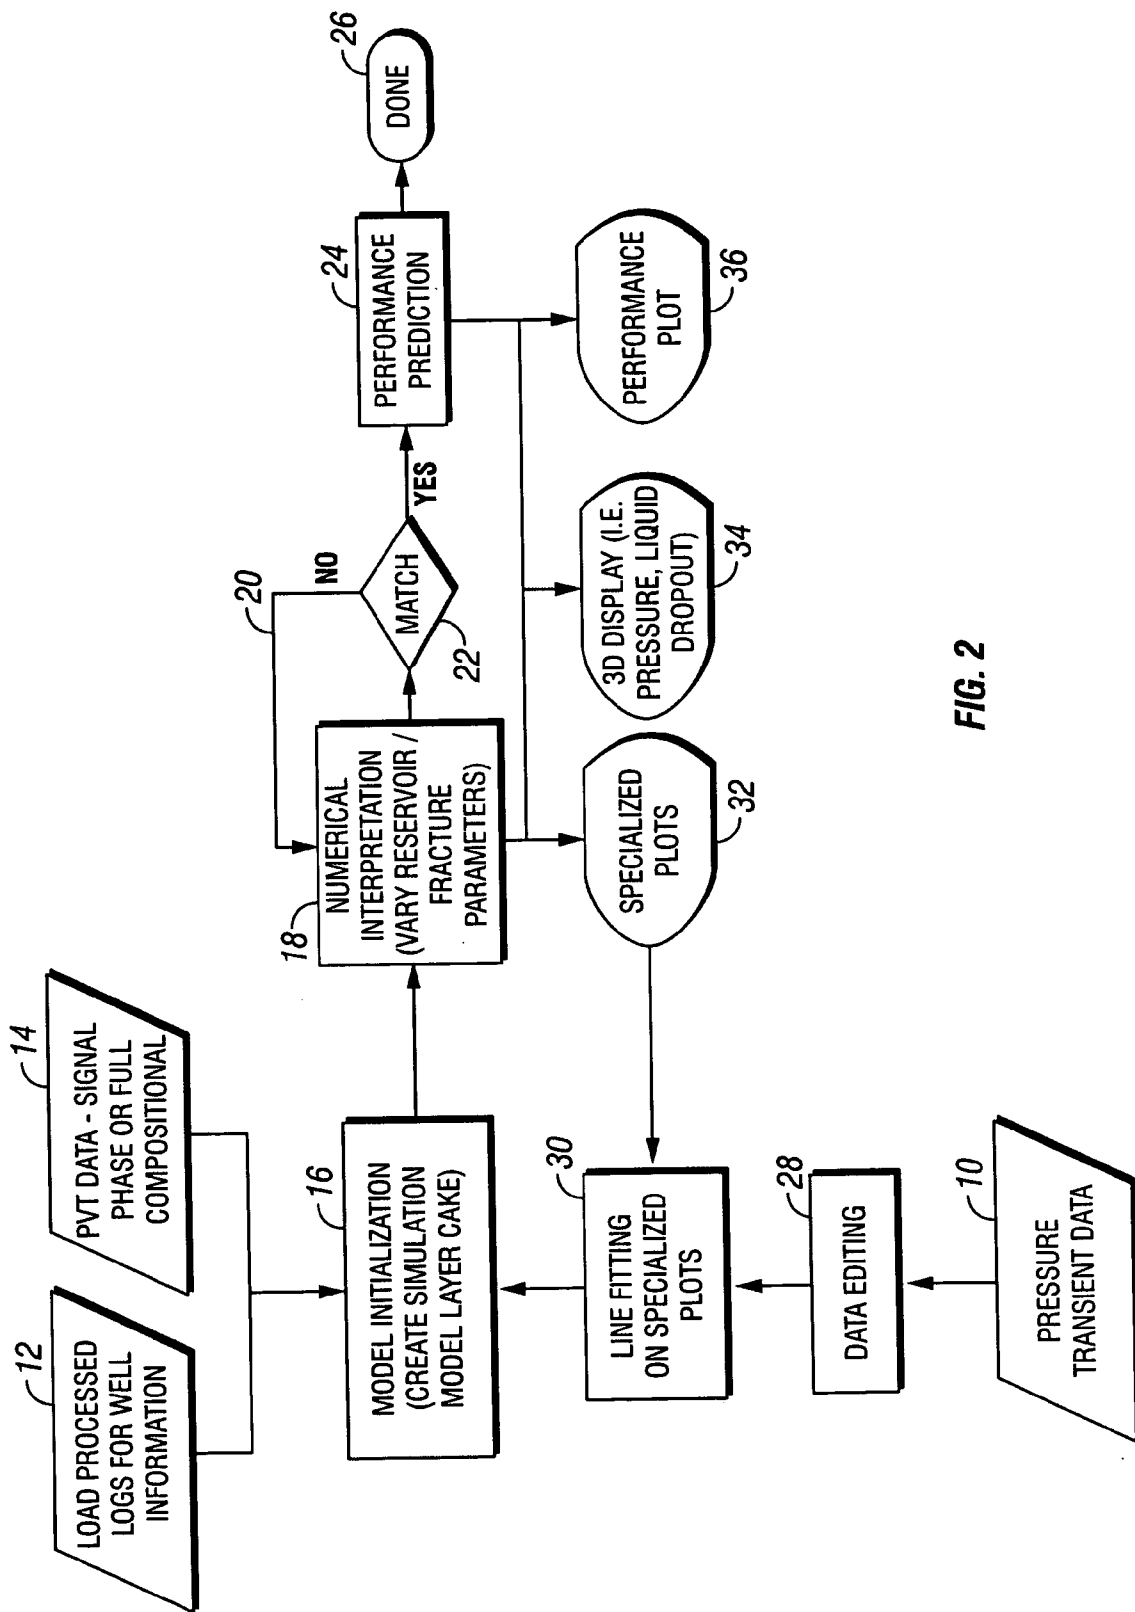 12
LOAD PROCESSED
LOGS FOR WELL
INFORMATION
14
PVT DATA - SIGNAL
PHASE OR FULL
COMPOSITIONAL
16
MODEL INITIALIZATION
(CREATE SIMULATION
MODEL LAYER CAKE)
18
NUMERICAL
INTERPRETATION
(VARY RESERVOIR /
FRACTURE
PARAMETERS)
20
NO
MATCH
22
YES
24
PERFORMANCE
PREDICTION
26
DONE
30
LINE FITTING
ON SPECIALIZED
PLOTS
28
DATA EDITING
10
PRESSURE
TRANSIENT DATA
SPECIALIZED
PLOTS
32
3D DISPLAY (I.E.
PRESSURE, LIQUID
DROPOUT)
34
PERFORMANCE
PLOT
36
FIG. 2